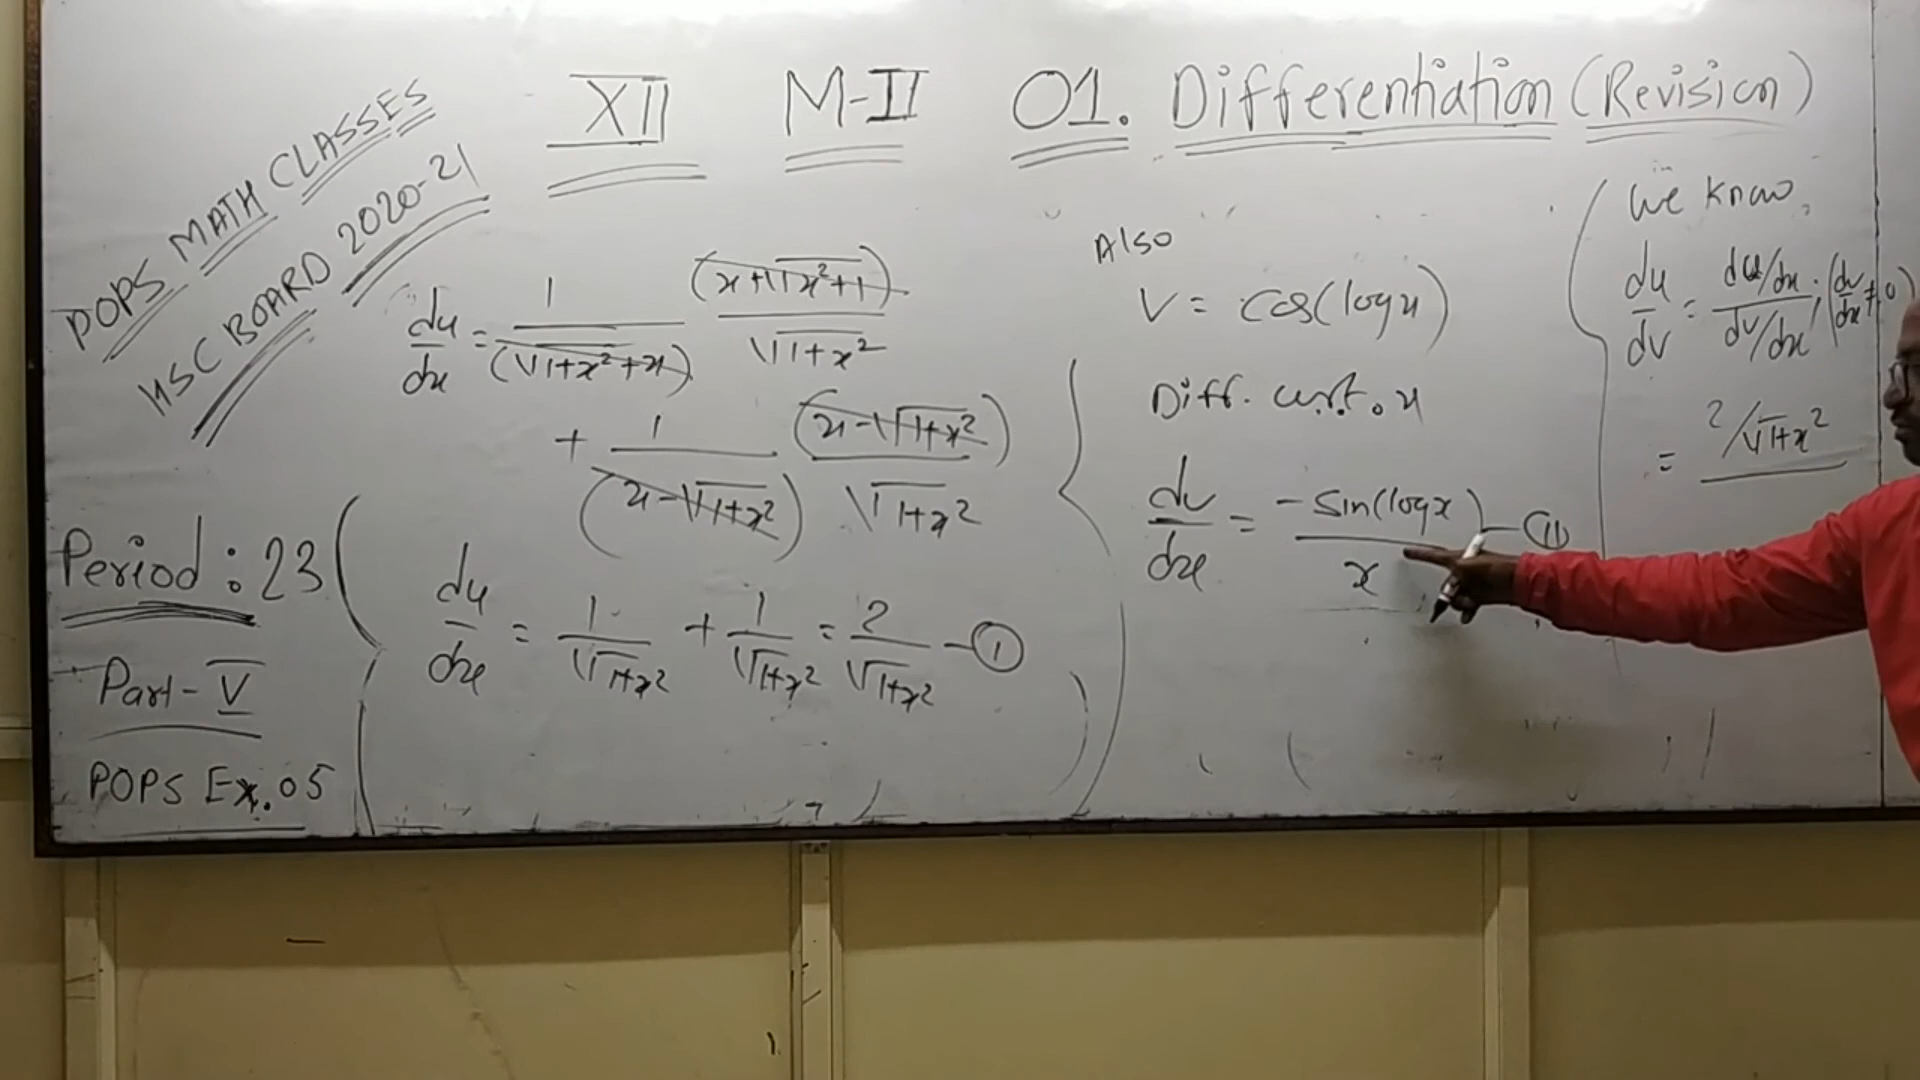 XII M-II 01. Differentiation (Revision)
POPS MATH CLASSES
HSC BOARD 2020-21
Period : 23
Part-V
POPS Ex.05
du/dx = 1/(√1+x²+x) (x+√x²+1)/√1+x²
+ 1/(x-√1+x²) (x-√1+x²)/√1+x²
du/dx = 1/√1+x² + 1/√1+x² = 2/√1+x² - ①
Also
V = cos(logx)
Diff. w.r.t. x
dv/dx = -sin(logx)/x - ②
We know,
du/dv = du/dx / dv/dx ; (dv/dx ≠ 0)
= 2/√1+x²